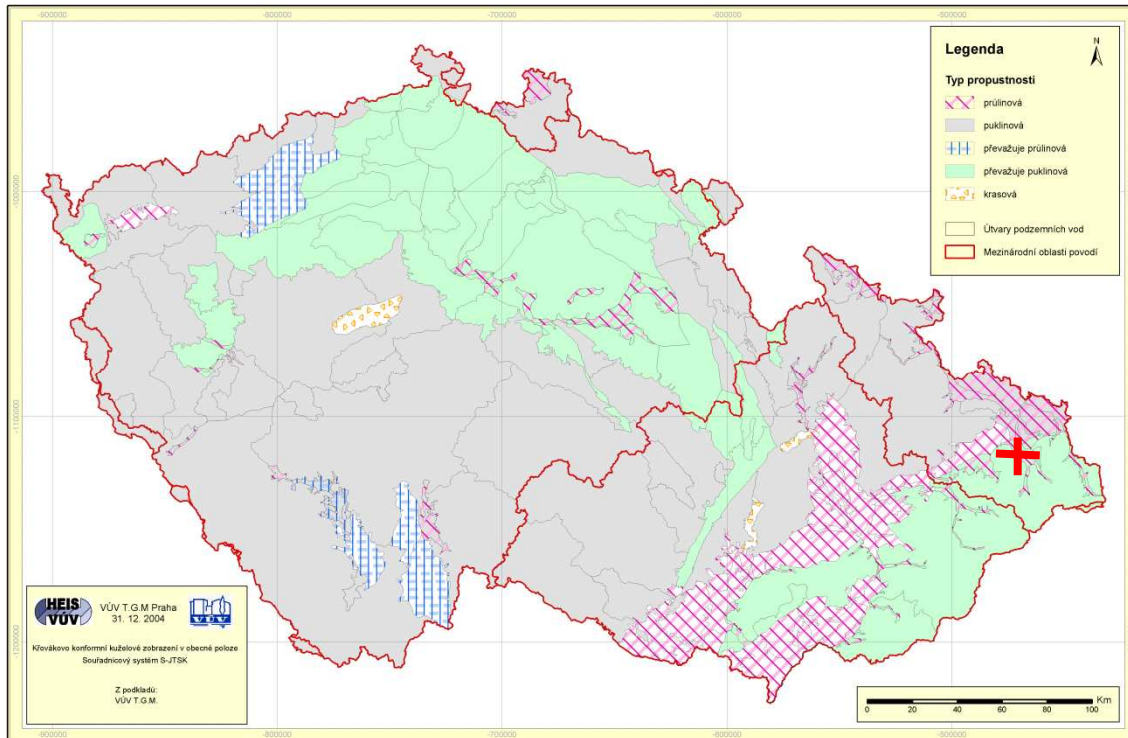 -900000
-800000
-700000
-600000
-500000
-1000000
-1100000
-1200000
Legenda
N
Typ propustnosti
průlinová
puklinová
převažuje průlinová
převažuje puklinová
krasová
Útvary podzemních vod
Mezinárodní oblasti povodí
HEIS
VÚV
VÚV T.G.M Praha
31. 12. 2004
Křovákovo konformní kuželové zobrazení v obecné poloze
Souřadnicový systém S-JTSK
Z podkladů:
VÚV T.G.M.
Km
0 20 40 60 80 100
-900000
-800000
-700000
-600000
-500000